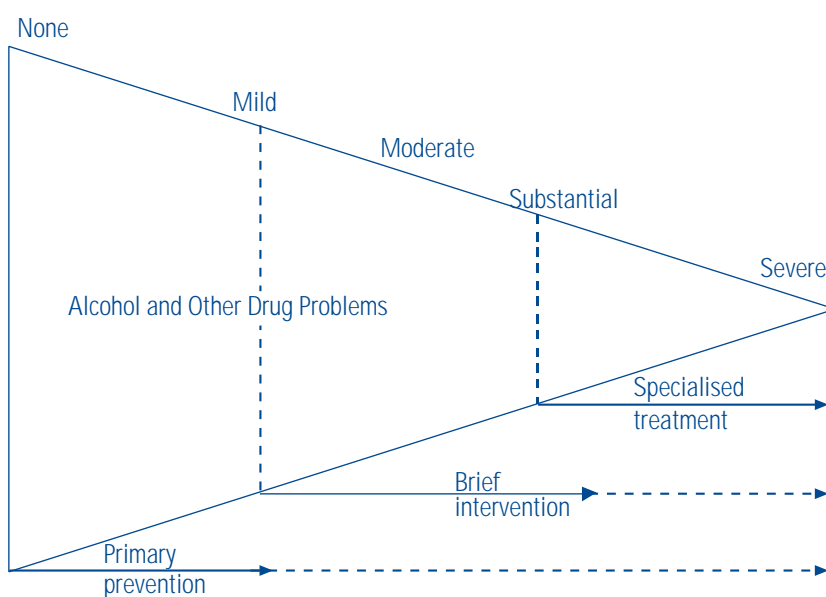 None
Mild
Moderate
Substantial
Severe
Alcohol and Other Drug Problems
Specialised
treatment
Brief
intervention
Primary
prevention